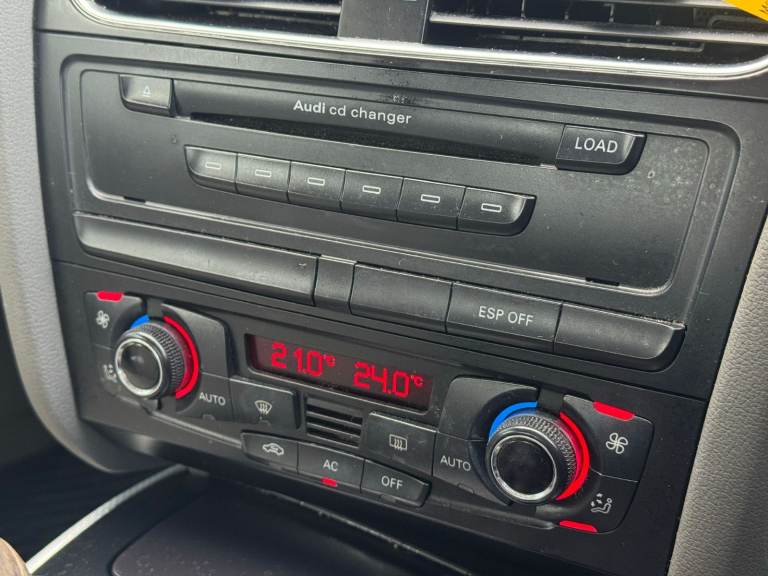 Audi cd changer
LOAD
ESP OFF
21.0°C 24.0°C
AUTO
AC
OFF
AUTO